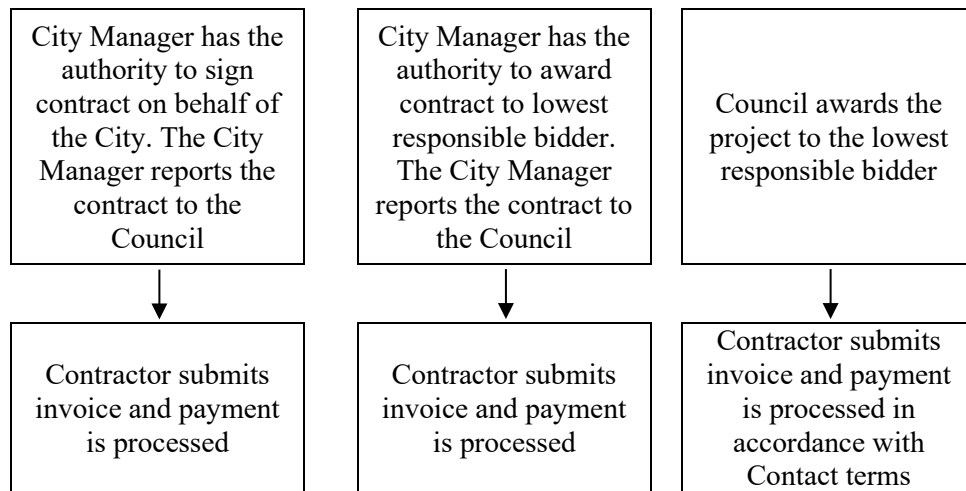 City Manager has the
authority to sign
contract on behalf of
the City. The City
Manager reports the
contract to the
Council
City Manager has the
authority to award
contract to lowest
responsible bidder.
The City Manager
reports the contract to
the Council
Council awards the
project to the lowest
responsible bidder
Contractor submits
invoice and payment
is processed
Contractor submits
invoice and payment
is processed
Contractor submits
invoice and payment
is processed in
accordance with
Contact terms